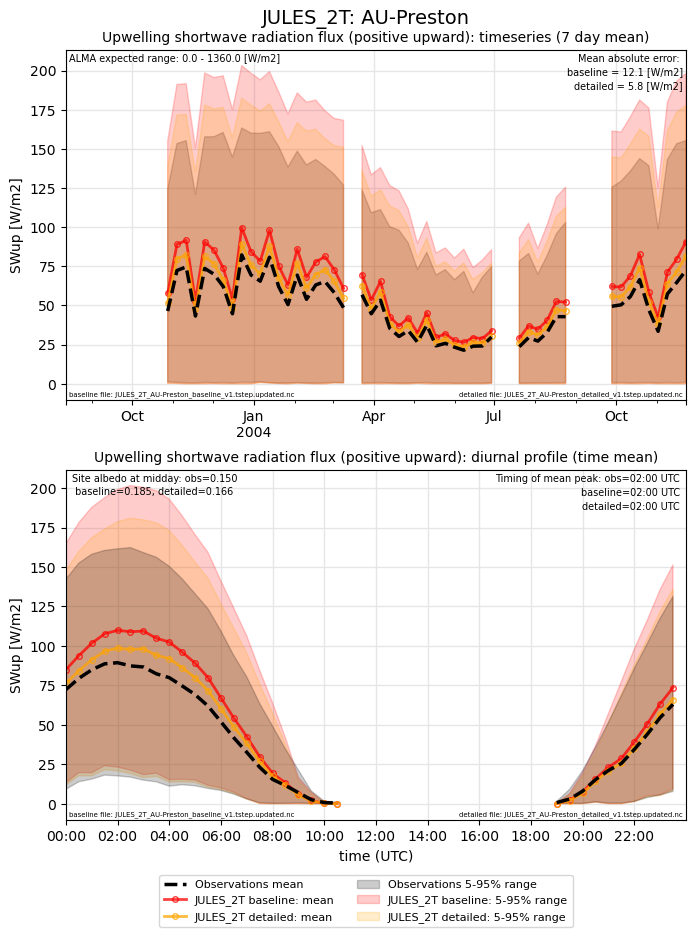 JULES_2T: AU-Preston
Upwelling shortwave radiation flux (positive upward): timeseries (7 day mean)
ALMA expected range: 0.0 - 1360.0 [W/m2]
Mean absolute error:
baseline = 12.1 [W/m2]
detailed = 5.8 [W/m2]
200
175
150
125
100
75
50
25
0
SWup [W/m2]
baseline file: JULES_2T_AU-Preston_baseline_v1.tstep.updated.nc
detailed file: JULES_2T_AU-Preston_detailed_v1.tstep.updated.nc
Oct
Jan
2004
Apr
Jul
Oct
Upwelling shortwave radiation flux (positive upward): diurnal profile (time mean)
Site albedo at midday: obs=0.150
baseline=0.185, detailed=0.166
Timing of mean peak: obs=02:00 UTC
baseline=02:00 UTC
detailed=02:00 UTC
200
175
150
125
100
75
50
25
0
SWup [W/m2]
baseline file: JULES_2T_AU-Preston_baseline_v1.tstep.updated.nc
detailed file: JULES_2T_AU-Preston_detailed_v1.tstep.updated.nc
00:00 02:00 04:00 06:00 08:00 10:00 12:00 14:00 16:00 18:00 20:00 22:00
time (UTC)
Observations mean
JULES_2T baseline: mean
JULES_2T detailed: mean
Observations 5-95% range
JULES_2T baseline: 5-95% range
JULES_2T detailed: 5-95% range